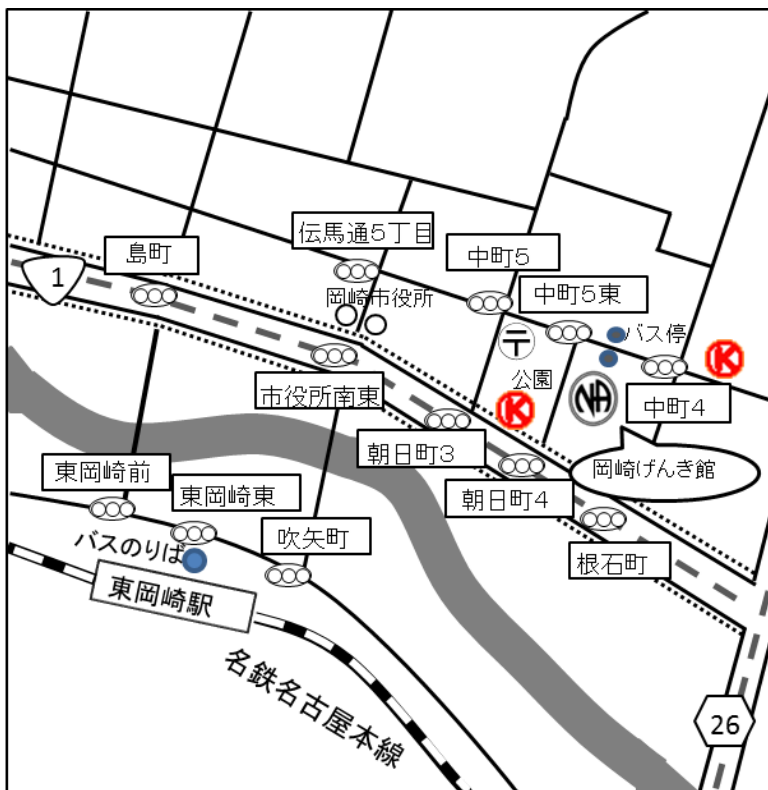 伝馬通5丁目
島町
中町5
1
中町5東
岡崎市役所
バス停
〒
K
公園
市役所南東
K
中町4
朝日町3
岡崎げんき館
東岡崎前
東岡崎東
朝日町4
吹矢町
バスのりば
根石町
東岡崎駅
名鉄名古屋本線
26